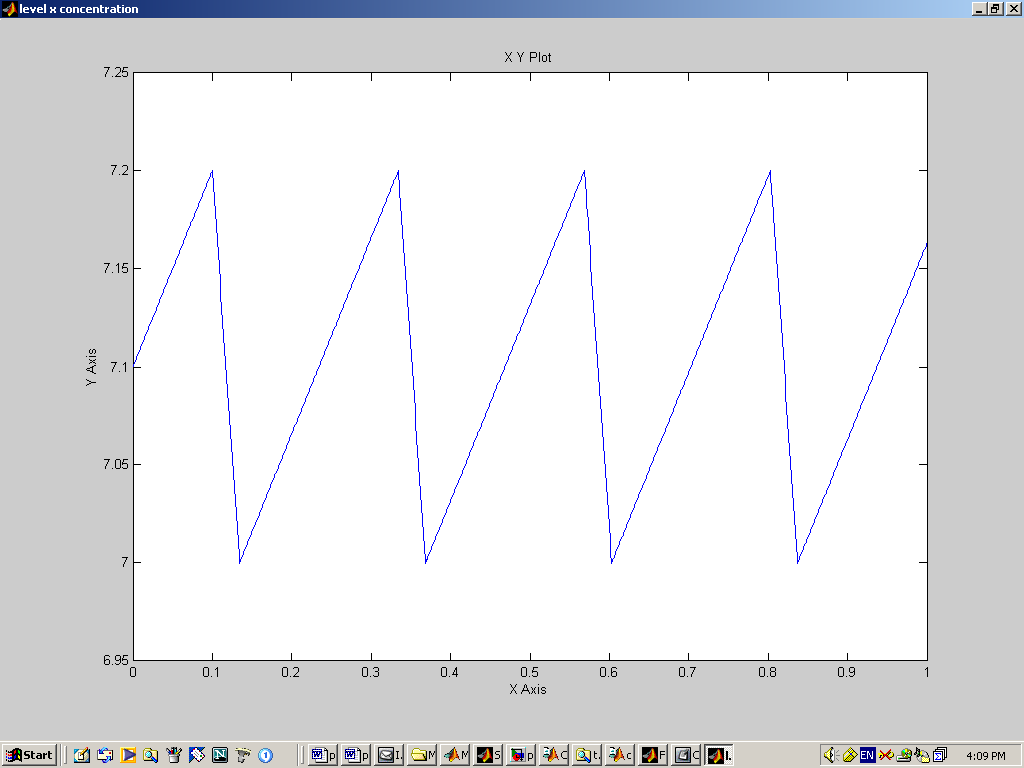 level x concentration
X Y Plot
7.25
7.2
7.15
7.1
7.05
7
6.95
Y Axis
0 0.1 0.2 0.3 0.4 0.5 0.6 0.7 0.8 0.9 1
X Axis
Start p p I. M M S p C t. c F C I. EN 4:09 PM